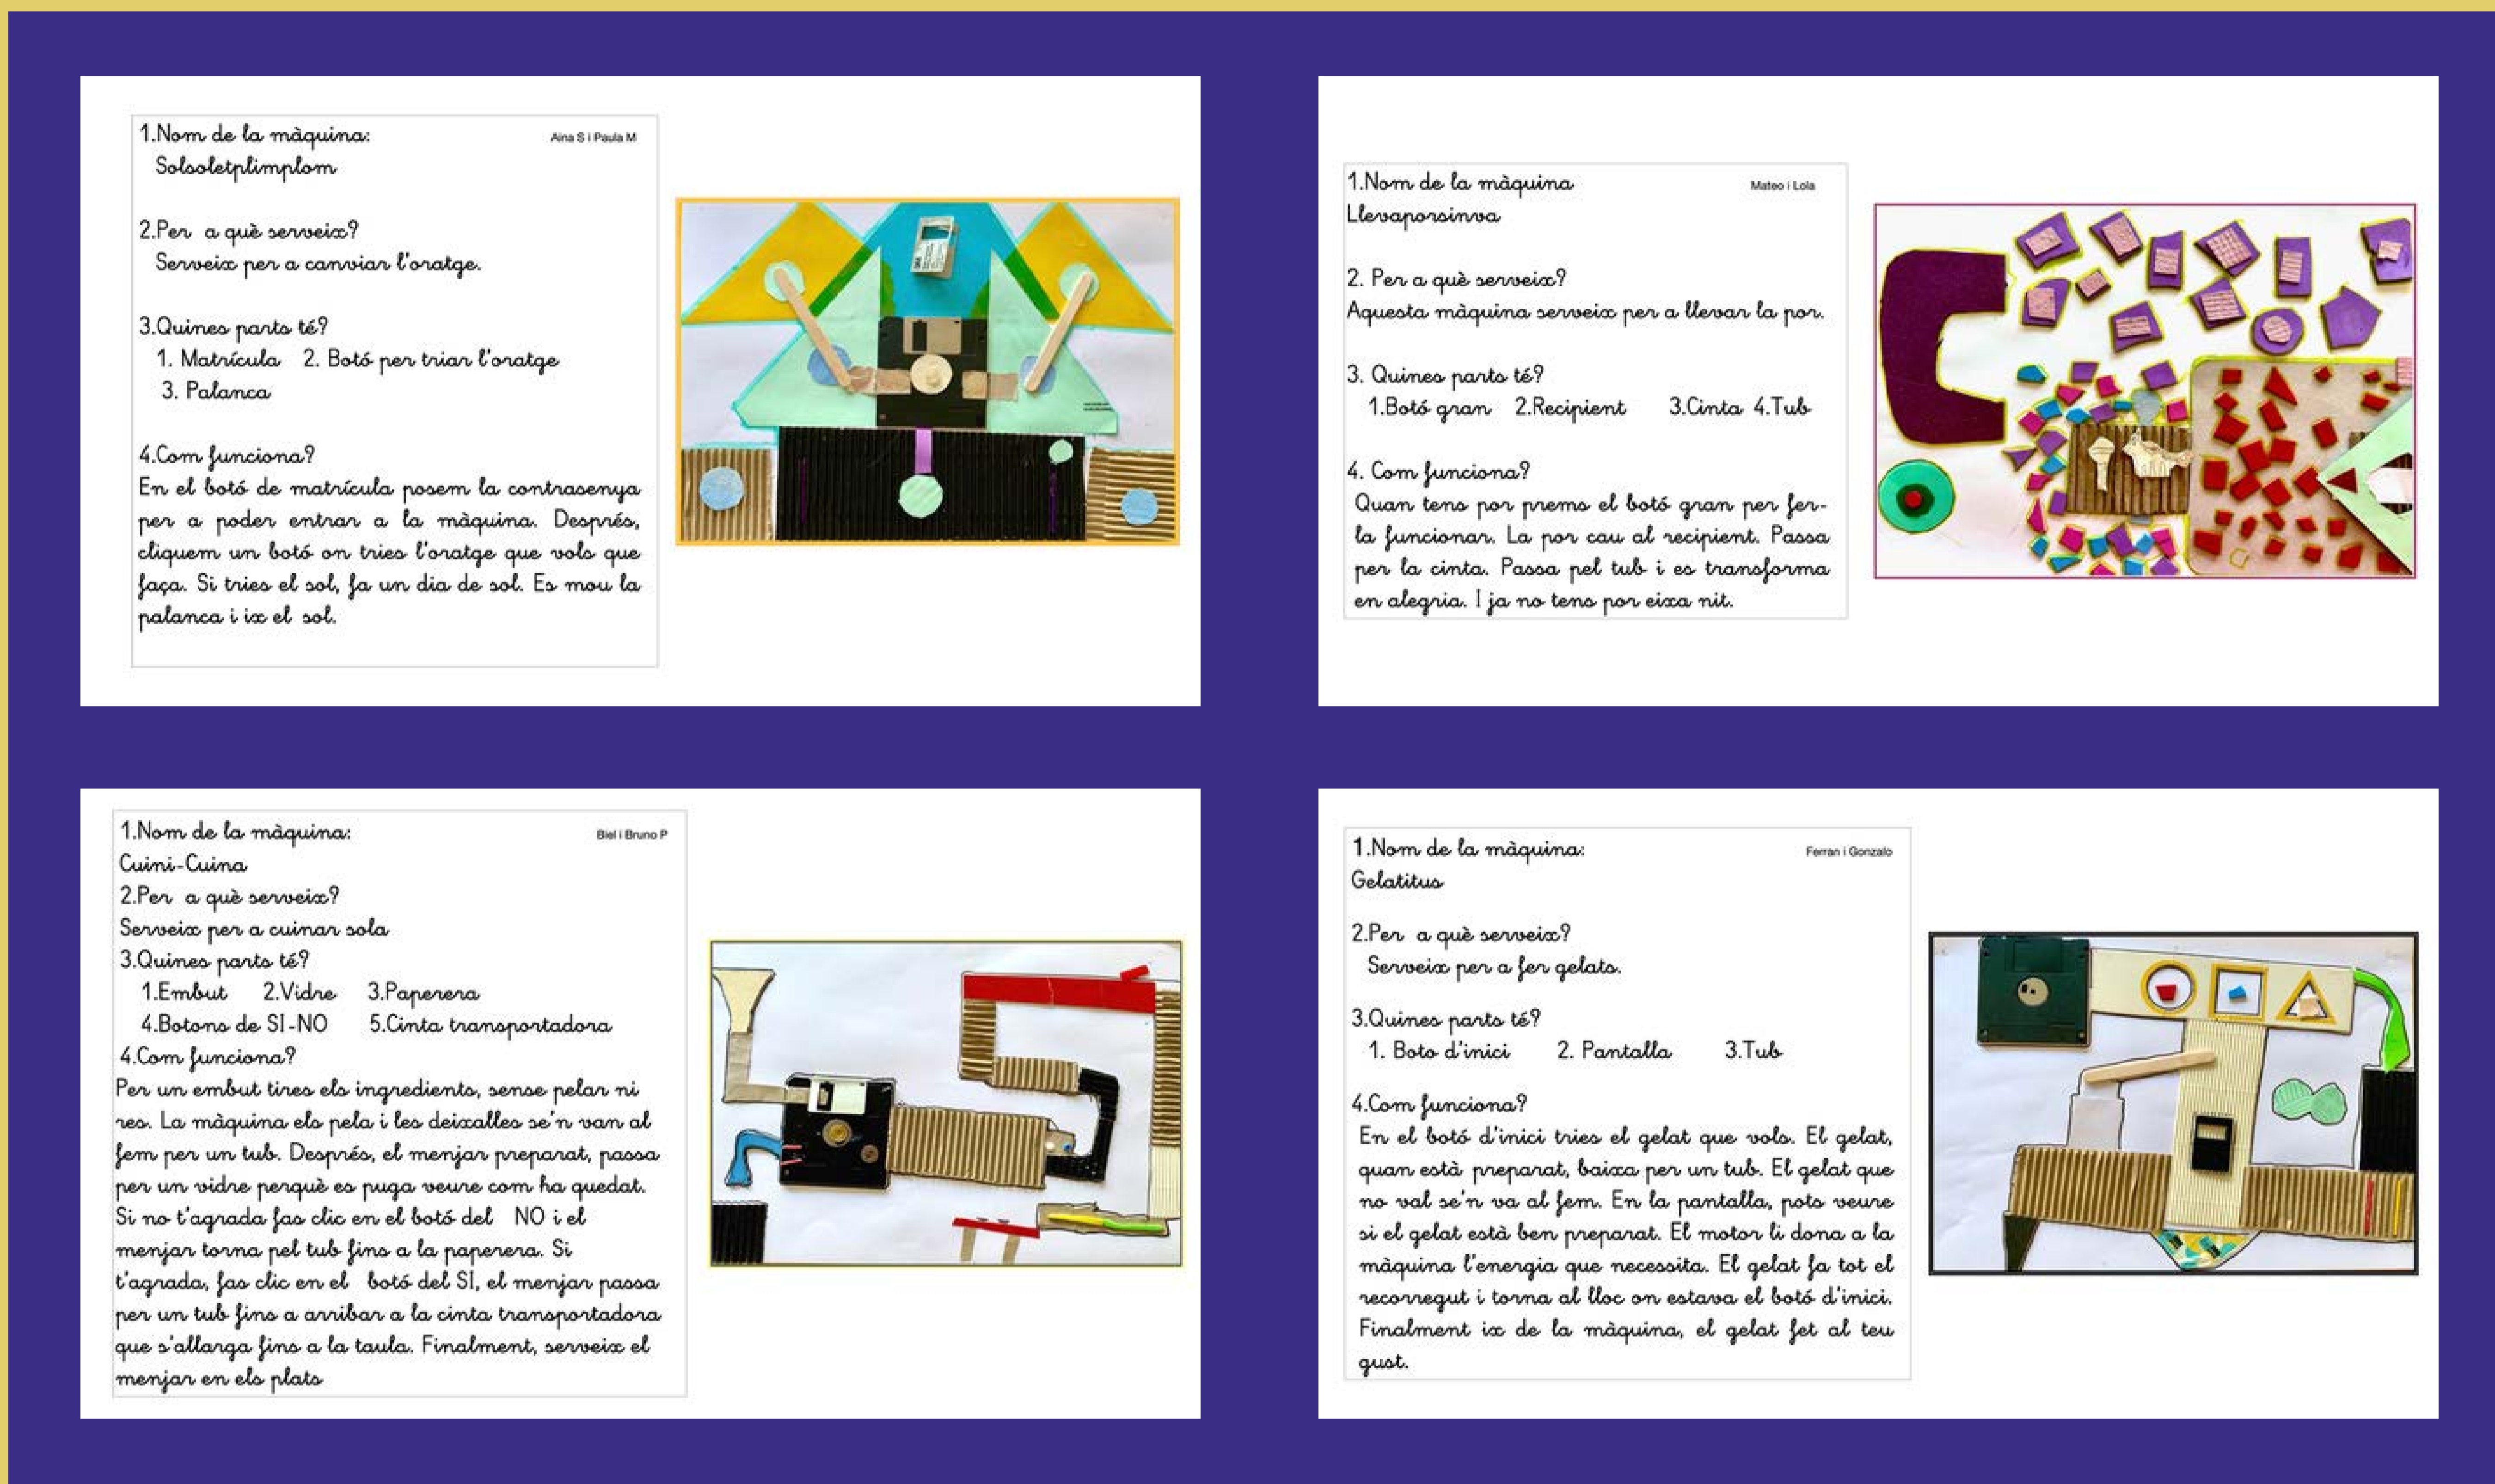 1.Nom de la màquina:
Aina S i Paula M
Solsoletplimplom
2.Per a què serveix?
Serveix per a canviar l'oratge.
3.Quines parts té?
1. Matrícula 2. Botó per triar l'oratge
3. Palanca
4.Com funciona?
En el botó de matrícula posem la contrasenya
per a poder entrar a la màquina. Després,
cliquem un botó on tries l'oratge que vols que
faça. Si tries el sol, fa un dia de sol. Es mou la
palanca i ix el sol.
1.Nom de la màquina
Mateo i Lola
Llevaporsinva
2. Per a què serveix?
Aquesta màquina serveix per a llevar la por.
3. Quines parts té?
1.Botó gran 2.Recipient 3.Cinta 4.Tub
4. Com funciona?
Quan tens por prems el botó gran per fer-
la funcionar. La por cau al recipient. Passa
per la cinta. Passa pel tub i es transforma
en alegria. I ja no tens por eixa nit.
1.Nom de la màquina:
Biel i Bruno P
Cuini-Cuina
2.Per a què serveix?
Serveix per a cuinar sola
3.Quines parts té?
1.Embut 2.Vidre 3.Paperera
4.Botons de SI-NO 5.Cinta transportadora
4.Com funciona?
Per un embut tires els ingredients, sense pelar ni
res. La màquina els pela i les deixalles se'n van al
fem per un tub. Després, el menjar preparat, passa
per un vidre perquè es puga veure com ha quedat.
Si no t'agrada fas clic en el botó del NO i el
menjar torna pel tub fins a la paperera. Si
t'agrada, fas clic en el botó del SI, el menjar passa
per un tub fins a arribar a la cinta transportadora
que s'allarga fins a la taula. Finalment, serveix el
menjar en els plats
1.Nom de la màquina:
Ferran i Gonzalo
Gelatitus
2.Per a què serveix?
Serveix per a fer gelats.
3.Quines parts té?
1. Boto d'inici 2. Pantalla 3.Tub
4.Com funciona?
En el botó d'inici tries el gelat que vols. El gelat,
quan està preparat, baixa per un tub. El gelat que
no val se'n va al fem. En la pantalla, pots veure
si el gelat està ben preparat. El motor li dona a la
màquina l'energia que necessita. El gelat fa tot el
recorregut i torna al lloc on estava el botó d'inici.
Finalment ix de la màquina, el gelat fet al teu
gust.